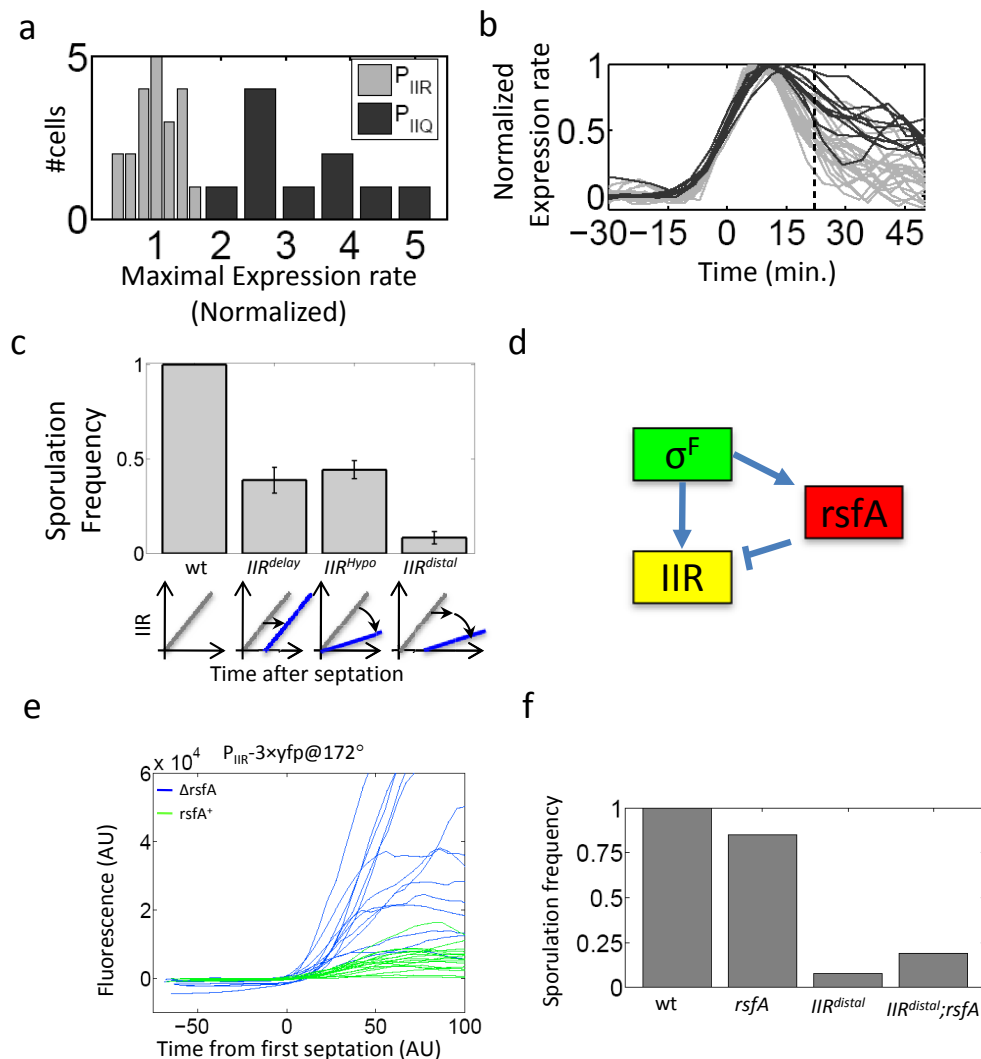 a
5
0
#cells
P_IIR
P_IIQ
1 2 3 4 5
Maximal Expression rate
(Normalized)
b
Normalized
Expression rate
1
0.5
0
−30 −15 0 15 30 45
Time (min.)
c
Sporulation
Frequency
1
0.5
0
wt IIR^delay IIR^Hypo IIR^distal
IIR
Time after septation
d
σ^F
rsfA
IIR
e
P_IIR-3×yfp@172°
6 x 10^4
4
2
0
ΔrsfA
rsfA⁺
Fluorescence (AU)
−50 0 50 100
Time from first septation (AU)
f
Sporulation frequency
1
0.75
0.5
0.25
0
wt rsfA IIR^distal IIR^distal;rsfA